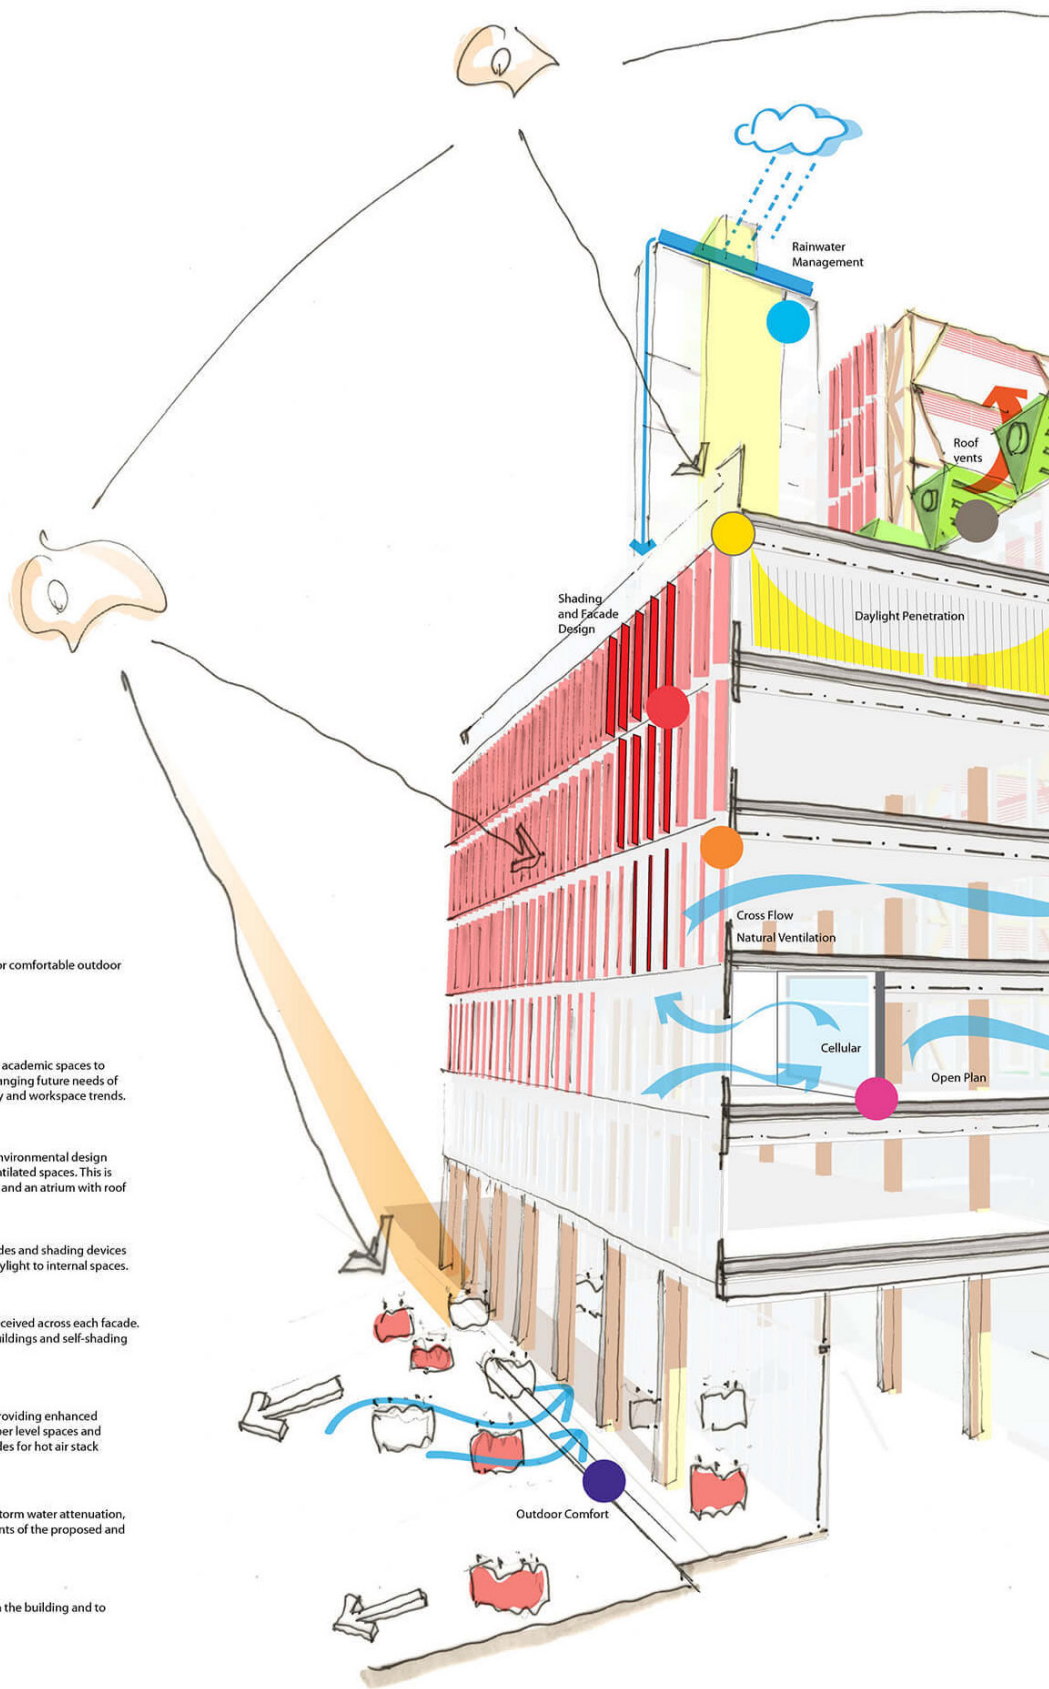 Rainwater
Management
Roof
vents
Shading
and Facade
Design
Daylight Penetration
Cross Flow
Natural Ventilation
Cellular
Open Plan
Outdoor Comfort
or comfortable outdoor
academic spaces to
anging future needs of
y and workspace trends.
nvironmental design
tilated spaces. This is
and an atrium with roof
des and shading devices
ylight to internal spaces.
ceived across each facade.
uildings and self-shading
roviding enhanced
per level spaces and
des for hot air stack
torm water attenuation,
nts of the proposed and
the building and to